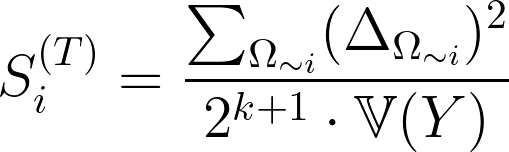 S_i^{(T)} = \frac{\sum_{\Omega_{\sim i}} (\Delta_{\Omega_{\sim i}})^2}{2^{k+1} \cdot \mathbb{V}(Y)}